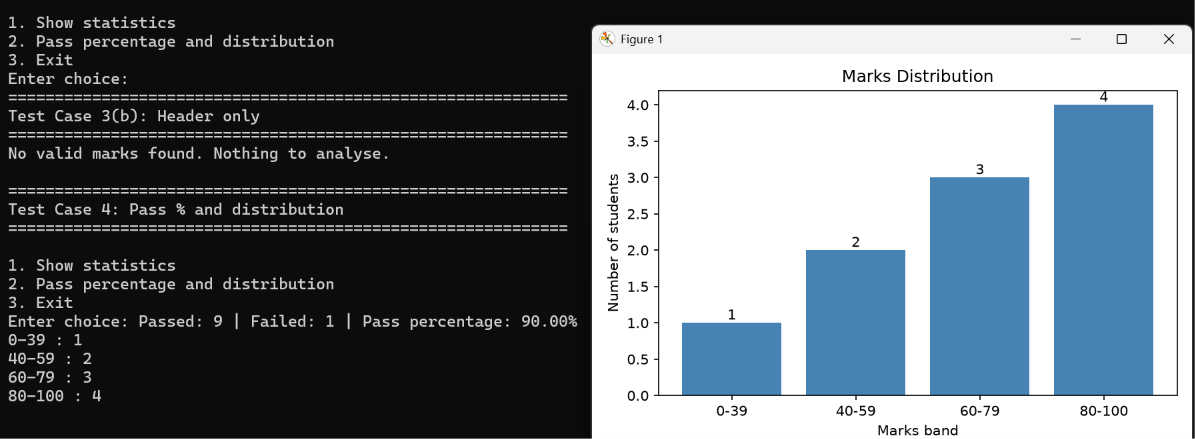 1. Show statistics
2. Pass percentage and distribution
3. Exit
Enter choice:
============================================================
Test Case 3(b): Header only
============================================================
No valid marks found. Nothing to analyse.
============================================================
Test Case 4: Pass % and distribution
============================================================
1. Show statistics
2. Pass percentage and distribution
3. Exit
Enter choice: Passed: 9 | Failed: 1 | Pass percentage: 90.00%
0-39 : 1
40-59 : 2
60-79 : 3
80-100 : 4
Figure 1
Marks Distribution
Number of students
4.0
3.5
3.0
2.5
2.0
1.5
1.0
0.5
0.0
1
2
3
4
0-39
40-59
60-79
80-100
Marks band